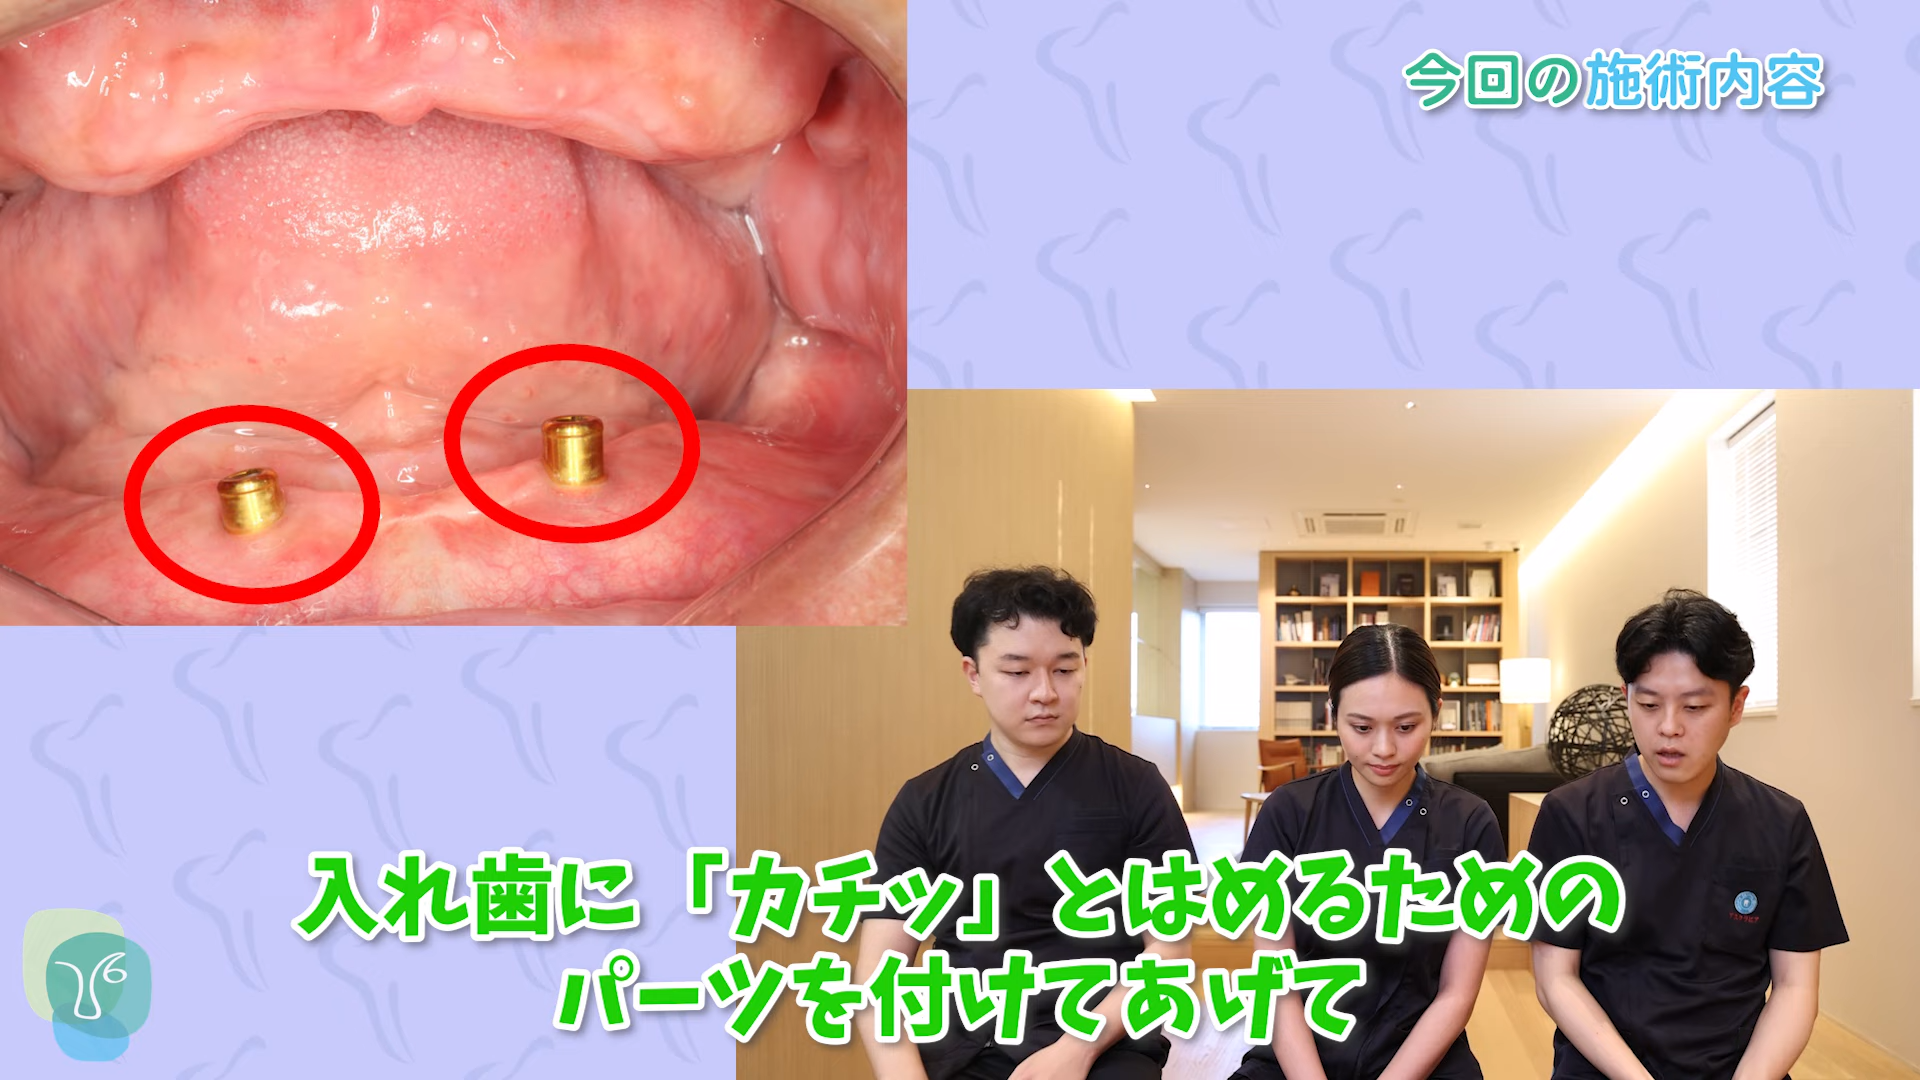 今回の施術内容
入れ歯に「カチッ」とはめるための
パーツを付けてあげて